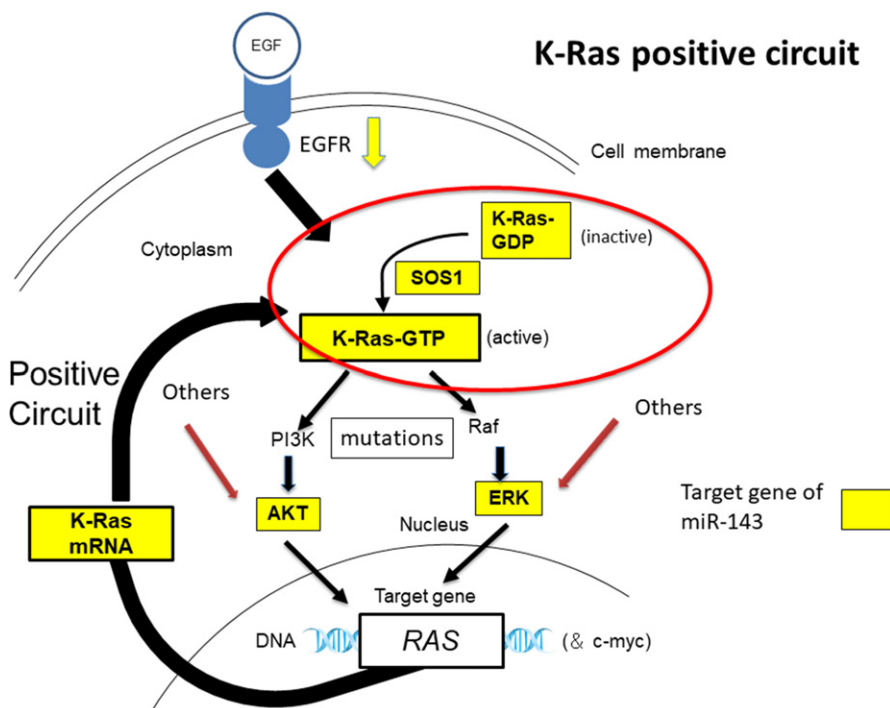 EGF
K-Ras positive circuit
EGFR
Cell membrane
Cytoplasm
K-Ras-
GDP
(inactive)
SOS1
K-Ras-GTP
(active)
Positive
Circuit
Others
PI3K
mutations
Raf
Others
AKT
ERK
Target gene of
miR-143
K-Ras
mRNA
Nucleus
Target gene
DNA
RAS
(& c-myc)